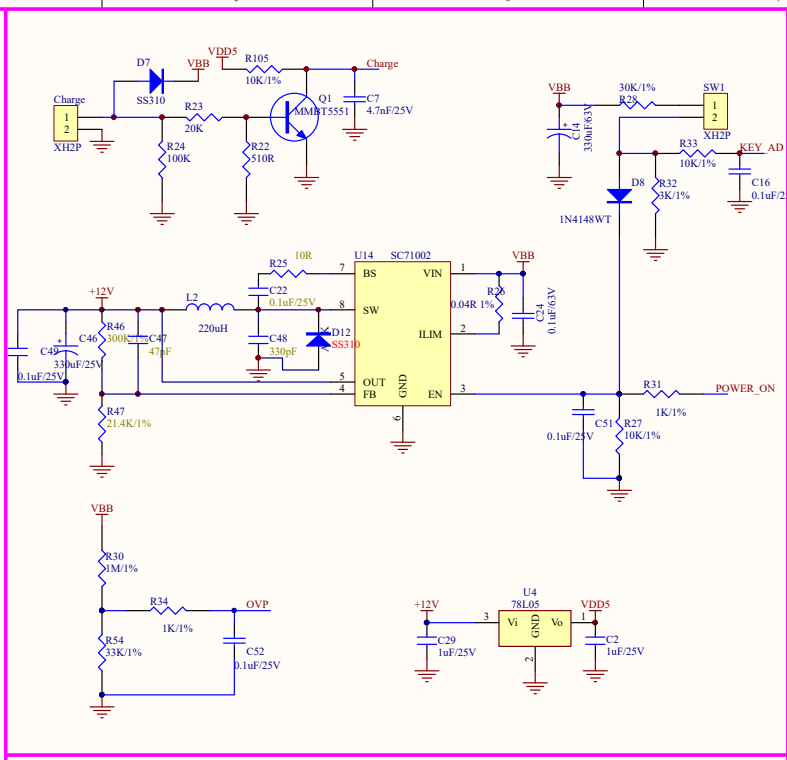 D7
VBB
SS310
VDD5
R105
10K/1%
Charge
Charge
1
2
XH2P
R23
20K
Q1
MMBT5551
C7
4.7nF/25V
R24
100K
R22
510R
VBB
30K/1%
R28
SW1
1
2
XH2P
C14
330uF/63V
R33
10K/1%
KEY_AD
D8
1N4148WT
R32
3K/1%
C16
0.1uF/2
10R
R25
U14
SC71002
7
BS
VIN
1
VBB
C22
0.1uF/25V
R26
0.04R 1%
C24
0.1uF/63V
+12V
L2
220uH
8
SW
C48
330pF
D12
SS310
ILIM
2
C49
0.1uF/25V
C46
330uF/25V
R46
300K/1%
C47
47pF
5
OUT
4
FB
GND
EN
3
6
R31
1K/1%
POWER_ON
R47
21.4K/1%
C51
0.1uF/25V
R27
10K/1%
VBB
R30
1M/1%
R34
1K/1%
OVP
R54
33K/1%
C52
0.1uF/25V
U4
78L05
+12V
3
Vi
GND
Vo
1
VDD5
2
C29
1uF/25V
C2
1uF/25V